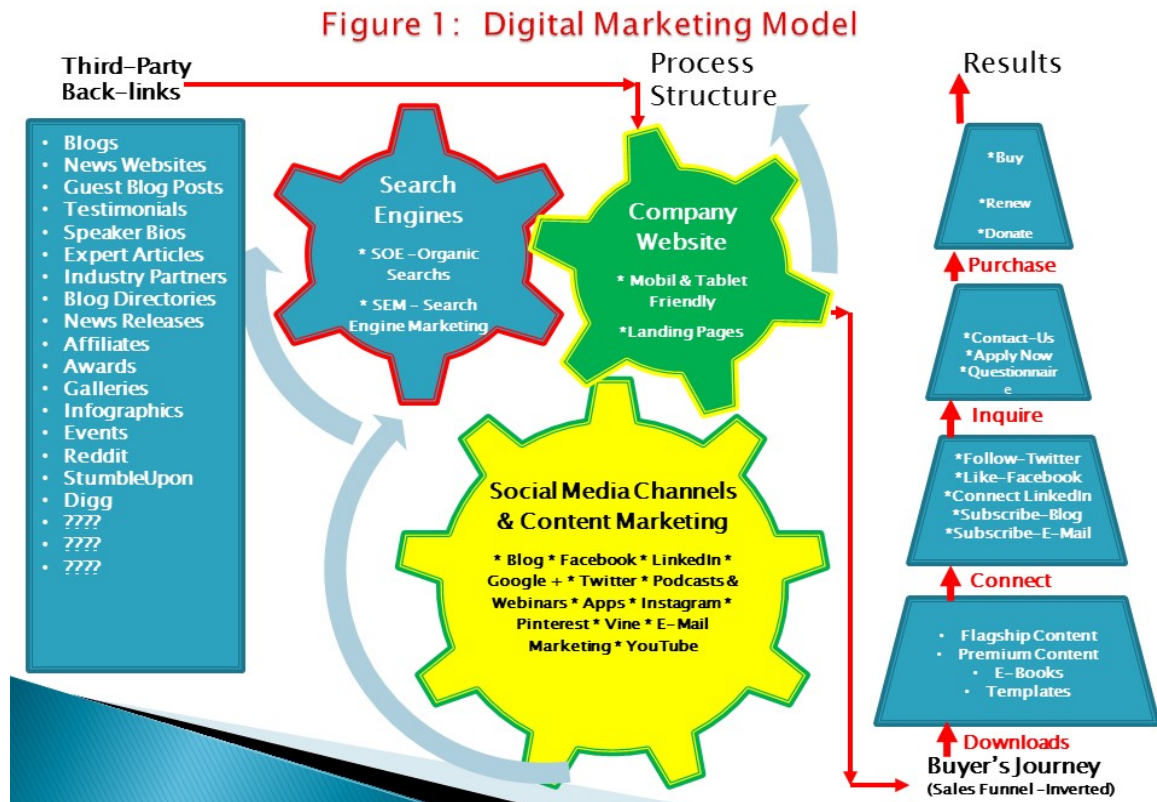 Figure 1: Digital Marketing Model
Third-Party
Back-links
• Blogs
• News Websites
• Guest Blog Posts
• Testimonials
• Speaker Bios
• Expert Articles
• Industry Partners
• Blog Directories
• News Releases
• Affiliates
• Awards
• Galleries
• Infographics
• Events
• Reddit
• StumbleUpon
• Digg
• ????
• ????
• ????
Search
Engines
* SOE -Organic
Searchs
* SEM - Search
Engine Marketing
Process
Structure
Company
Website
* Mobil & Tablet
Friendly
*Landing Pages
Social Media Channels
& Content Marketing
* Blog * Facebook * LinkedIn *
Google + * Twitter * Podcasts &
Webinars * Apps * Instagram *
Pinterest * Vine * E-Mail
Marketing * YouTube
Results
*Buy
*Renew
*Donate
Purchase
*Contact-Us
*Apply Now
*Questionnair
e
Inquire
*Follow-Twitter
*Like-Facebook
*Connect LinkedIn
*Subscribe-Blog
*Subscribe-E-Mail
Connect
• Flagship Content
• Premium Content
• E-Books
• Templates
Downloads
Buyer's Journey
(Sales Funnel -Inverted)